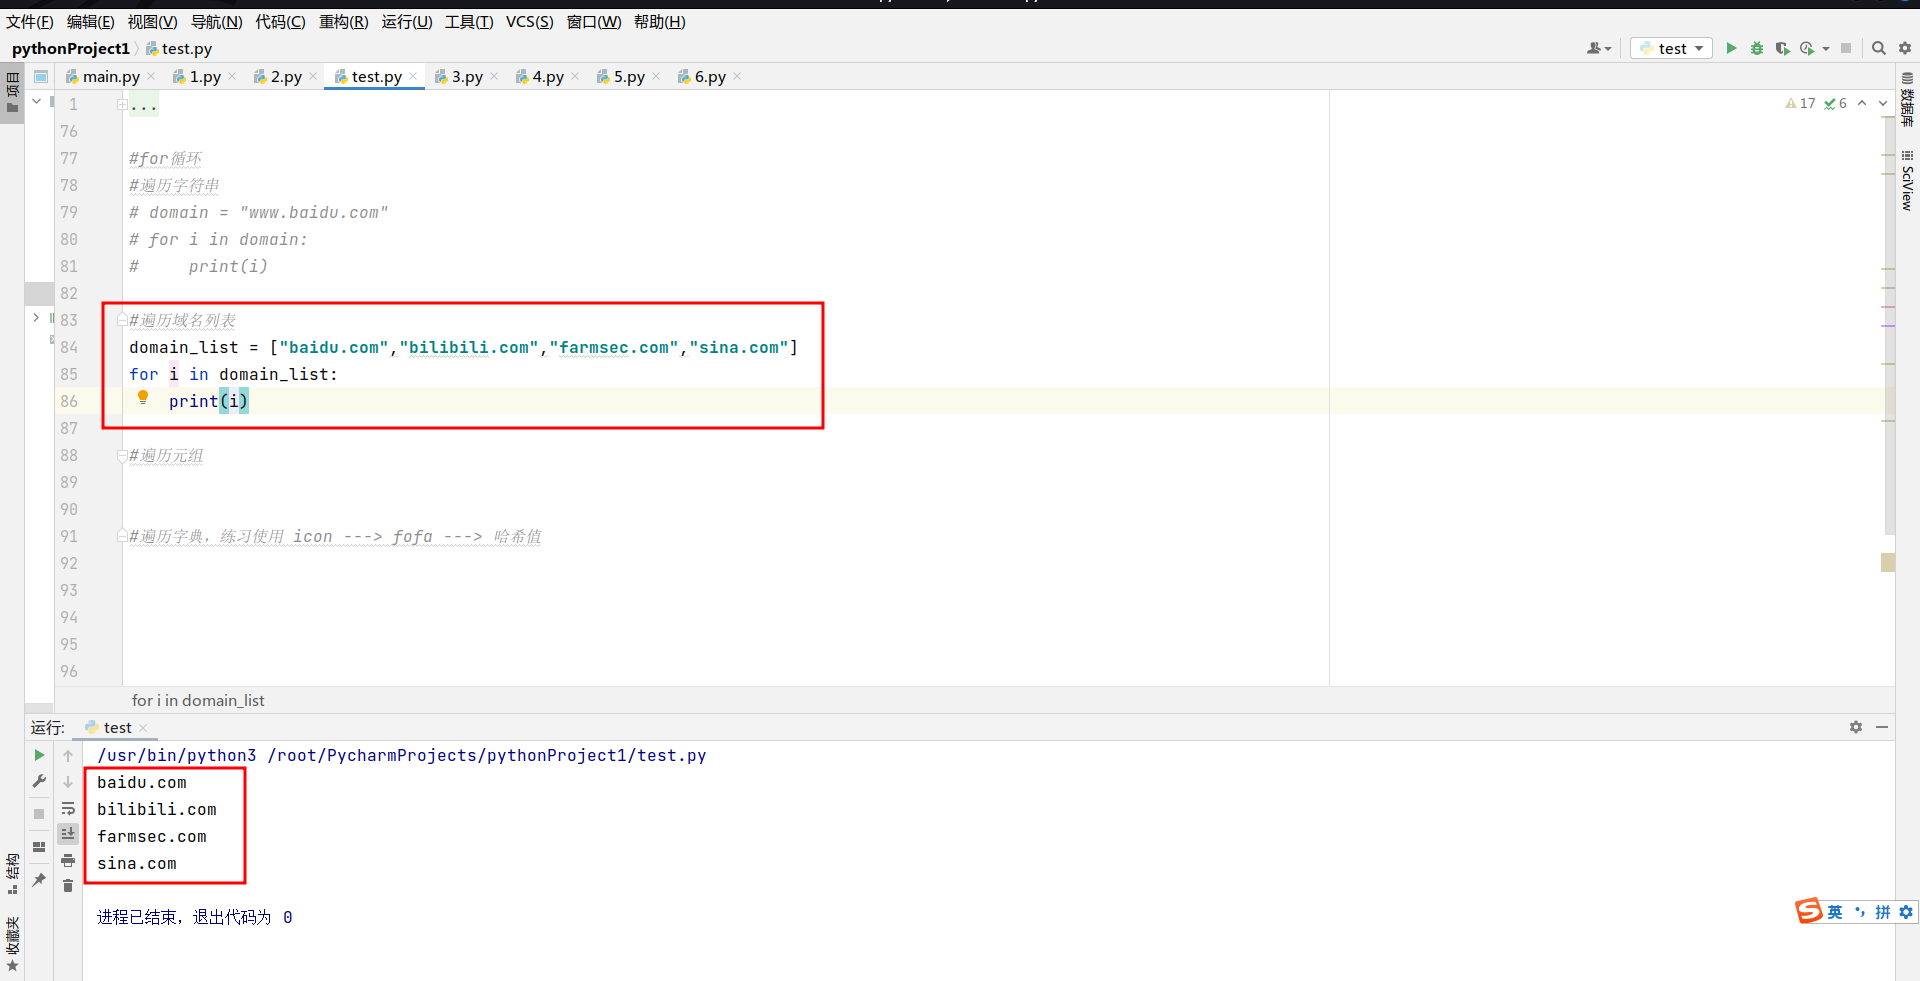 文件(F) 编辑(E) 视图(V) 导航(N) 代码(C) 重构(R) 运行(U) 工具(T) VCS(S) 窗口(W) 帮助(H)
pythonProject1 test.py
test
main.py 1.py 2.py test.py 3.py 4.py 5.py 6.py
项目
数据库
SciView
17 6
1 ...
76
77 #for循环
78 #遍历字符串
79 # domain = "www.baidu.com"
80 # for i in domain:
81 #     print(i)
82
83 #遍历域名列表
84 domain_list = ["baidu.com","bilibili.com","farmsec.com","sina.com"]
85 for i in domain_list:
86     print(i)
87
88 #遍历元组
89
90
91 #遍历字典，练习使用 icon ---> fofa ---> 哈希值
92
93
94
95
96
for i in domain_list
运行: test
/usr/bin/python3 /root/PycharmProjects/pythonProject1/test.py
baidu.com
bilibili.com
farmsec.com
sina.com
进程已结束，退出代码为 0
结构
收藏夹
英 拼